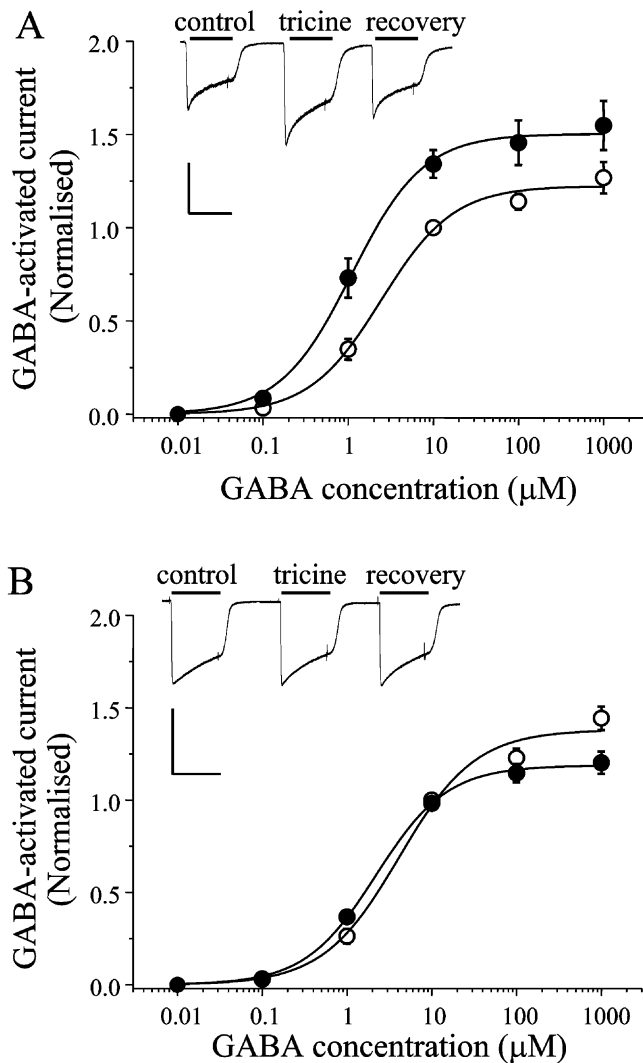 A
control tricine recovery
2.0
1.5
1.0
0.5
0.0
GABA-activated current
(Normalised)
0.01 0.1 1 10 100 1000
GABA concentration (μM)
B
control tricine recovery
2.0
1.5
1.0
0.5
0.0
GABA-activated current
(Normalised)
0.01 0.1 1 10 100 1000
GABA concentration (μM)